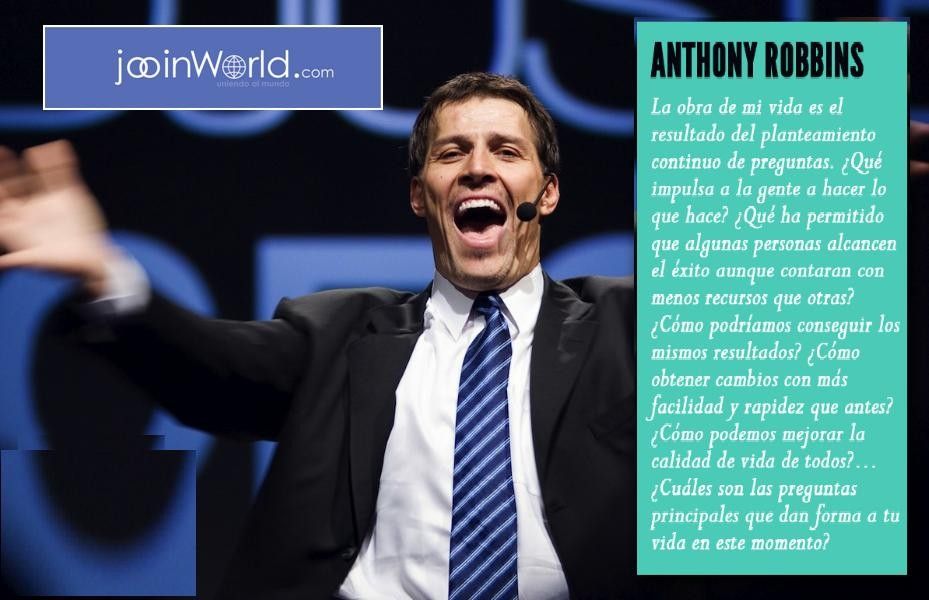 jooinWorld.com
uniendo al mundo
ANTHONY ROBBINS
La obra de mi vida es el
resultado del planteamiento
continuo de preguntas. ¿Qué
impulsa a la gente a hacer lo
que hace? ¿Qué ha permitido
que algunas personas alcancen
el éxito aunque contaran con
menos recursos que otras?
¿Cómo podríamos conseguir los
mismos resultados? ¿Cómo
obtener cambios con más
facilidad y rapidez que antes?
¿Cómo podemos mejorar la
calidad de vida de todos?...
¿Cuáles son las preguntas
principales que dan forma a tu
vida en este momento?